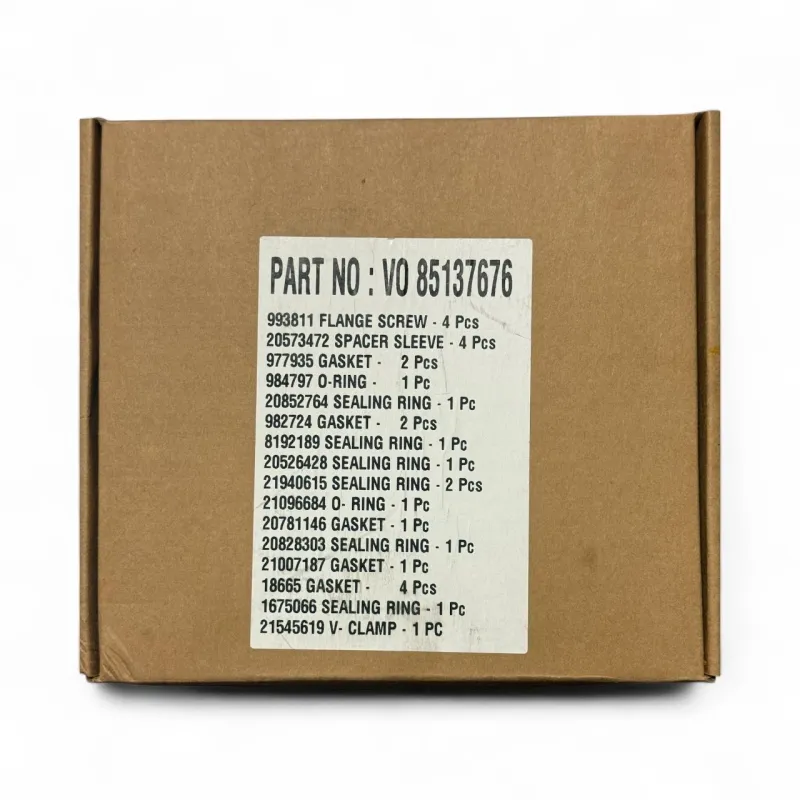 PART NO : VO 85137676
993811 FLANGE SCREW - 4 Pcs
20573472 SPACER SLEEVE - 4 Pcs
977935 GASKET - 2 Pcs
984797 O-RING - 1 Pc
20852764 SEALING RING - 1 Pc
982724 GASKET - 2 Pcs
8192189 SEALING RING - 1 Pc
20526428 SEALING RING - 1 Pc
21940615 SEALING RING - 2 Pcs
21096684 O- RING - 1 Pc
20781146 GASKET - 1 Pc
20828303 SEALING RING - 1 Pc
21007187 GASKET - 1 Pc
18665 GASKET - 4 Pcs
1675066 SEALING RING - 1 Pc
21545619 V- CLAMP - 1 PC